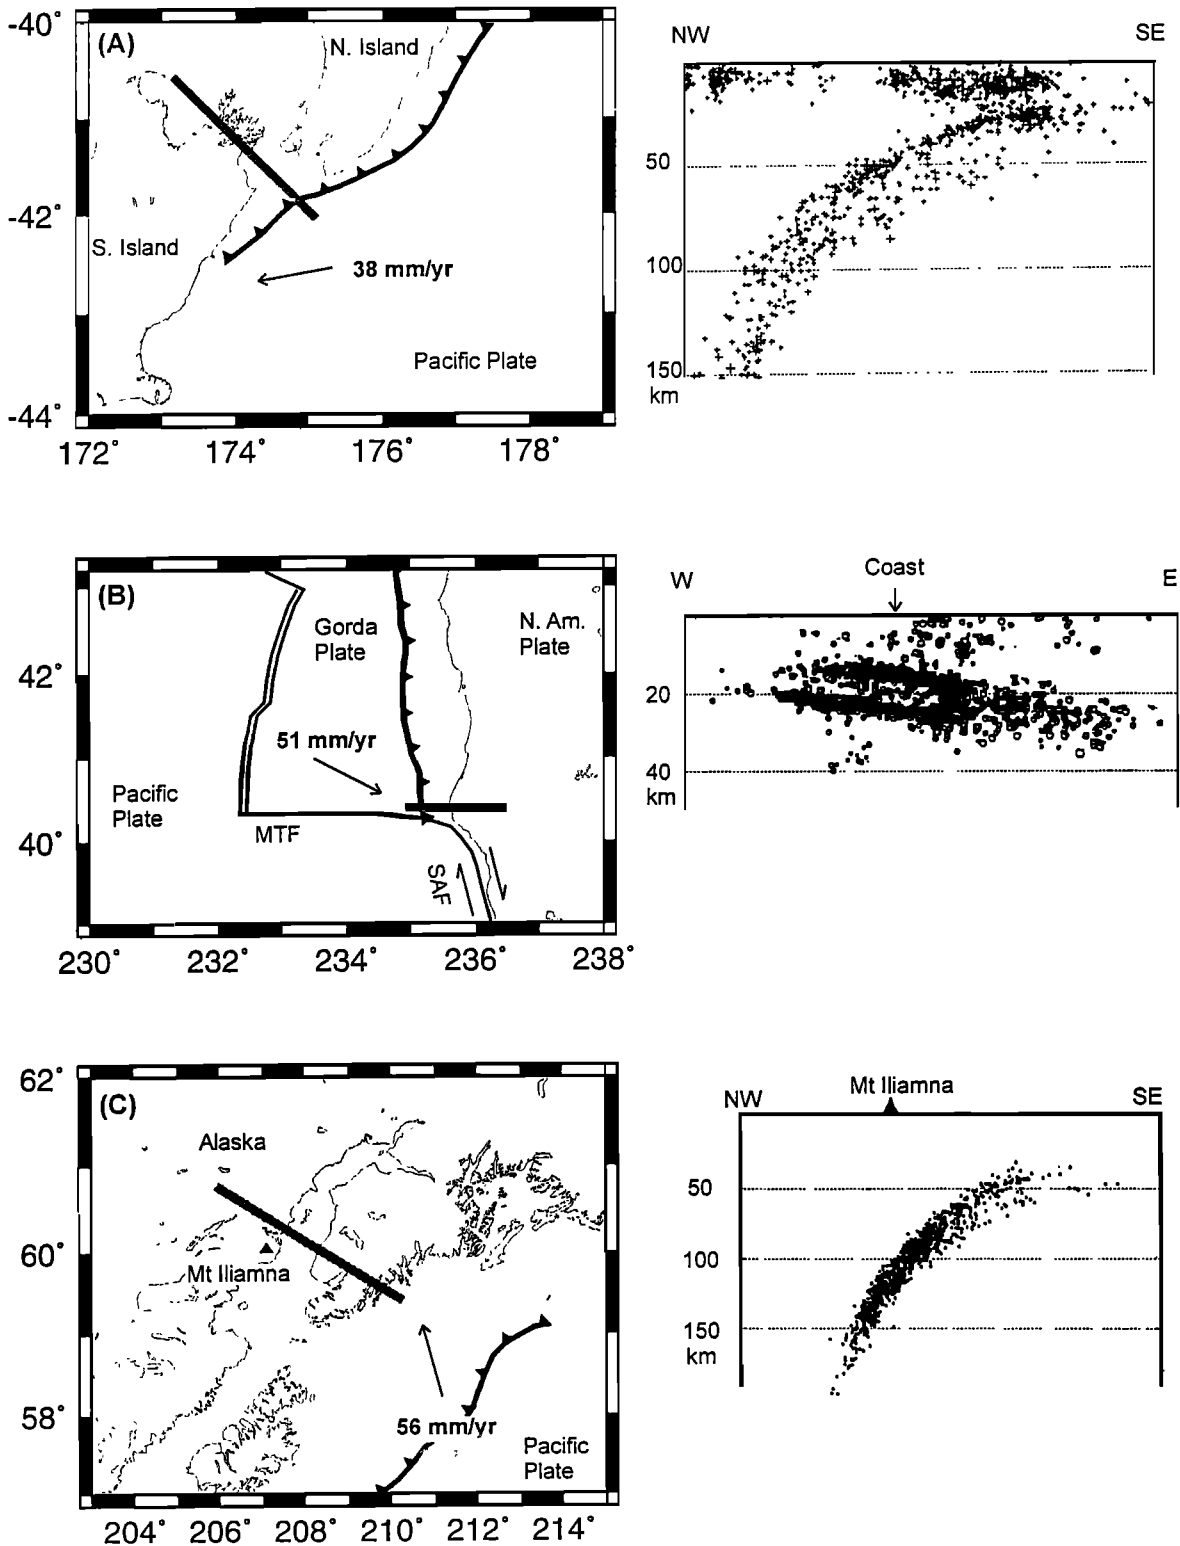 (A)
-40°
-42°
-44°
172°
174°
176°
178°
N. Island
S. Island
38 mm/yr
Pacific Plate
NW
SE
50
100
150
km
(B)
42°
40°
230°
232°
234°
236°
238°
Gorda
Plate
N. Am.
Plate
51 mm/yr
Pacific
Plate
MTF
SAF
W
Coast
E
20
40
km
(C)
62°
60°
58°
204°
206°
208°
210°
212°
214°
Alaska
Mt Iliamna
56 mm/yr
Pacific
Plate
NW
Mt Iliamna
SE
50
100
150
km